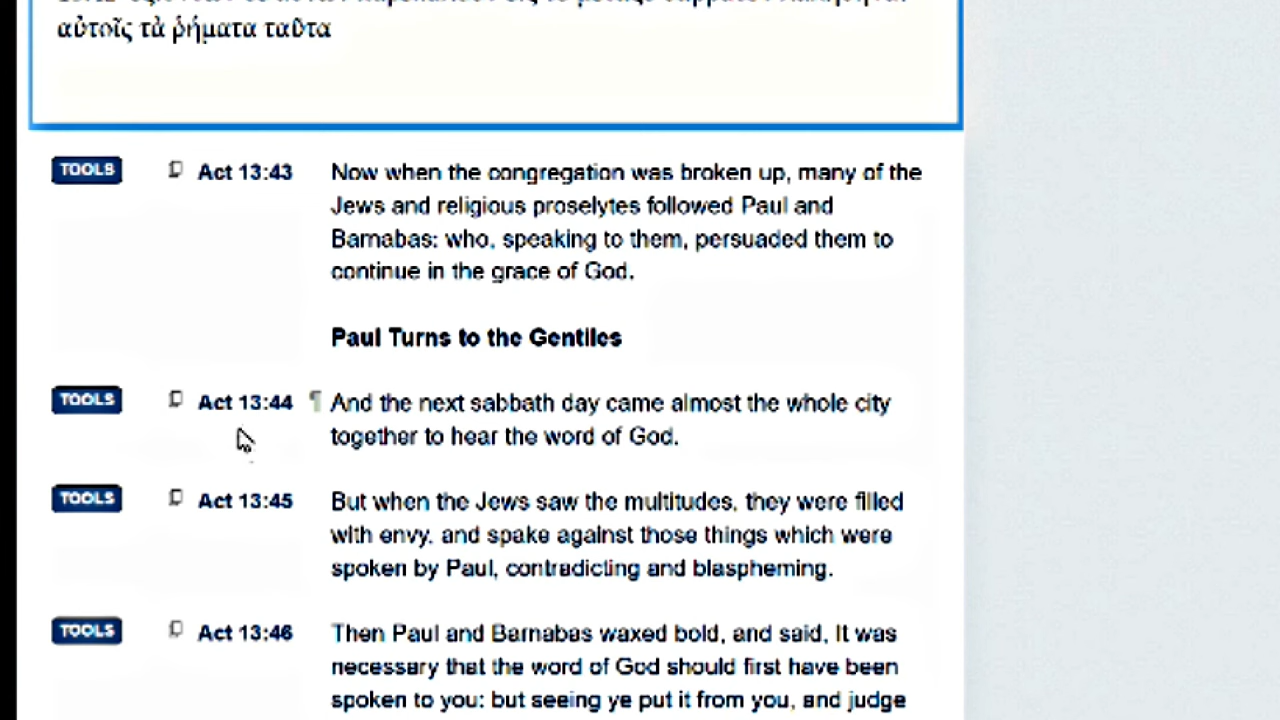 αὐτοῖς τὰ ῥήματα ταῦτα
TOOLS Act 13:43 Now when the congregation was broken up, many of the
Jews and religious proselytes followed Paul and
Barnabas: who, speaking to them, persuaded them to
continue in the grace of God.
Paul Turns to the Gentiles
TOOLS Act 13:44 ¶ And the next sabbath day came almost the whole city
together to hear the word of God.
TOOLS Act 13:45 But when the Jews saw the multitudes, they were filled
with envy, and spake against those things which were
spoken by Paul, contradicting and blaspheming.
TOOLS Act 13:46 Then Paul and Barnabas waxed bold, and said, It was
necessary that the word of God should first have been
spoken to you: but seeing ye put it from you, and judge